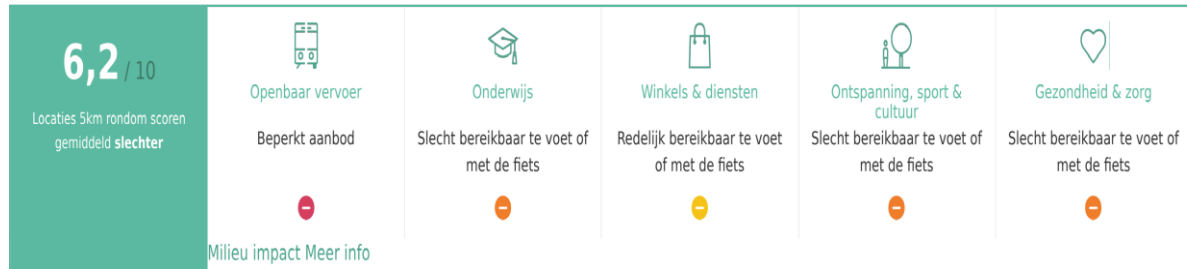 6,2 / 10
Locaties 5km rondom scoren
gemiddeld slechter
Openbaar vervoer
Beperkt aanbod
Onderwijs
Slecht bereikbaar te voet of
met de fiets
Winkels & diensten
Redelijk bereikbaar te voet
of met de fiets
Ontspanning, sport &
cultuur
Slecht bereikbaar te voet of
met de fiets
Gezondheid & zorg
Slecht bereikbaar te voet of
met de fiets
Milieu impact Meer info